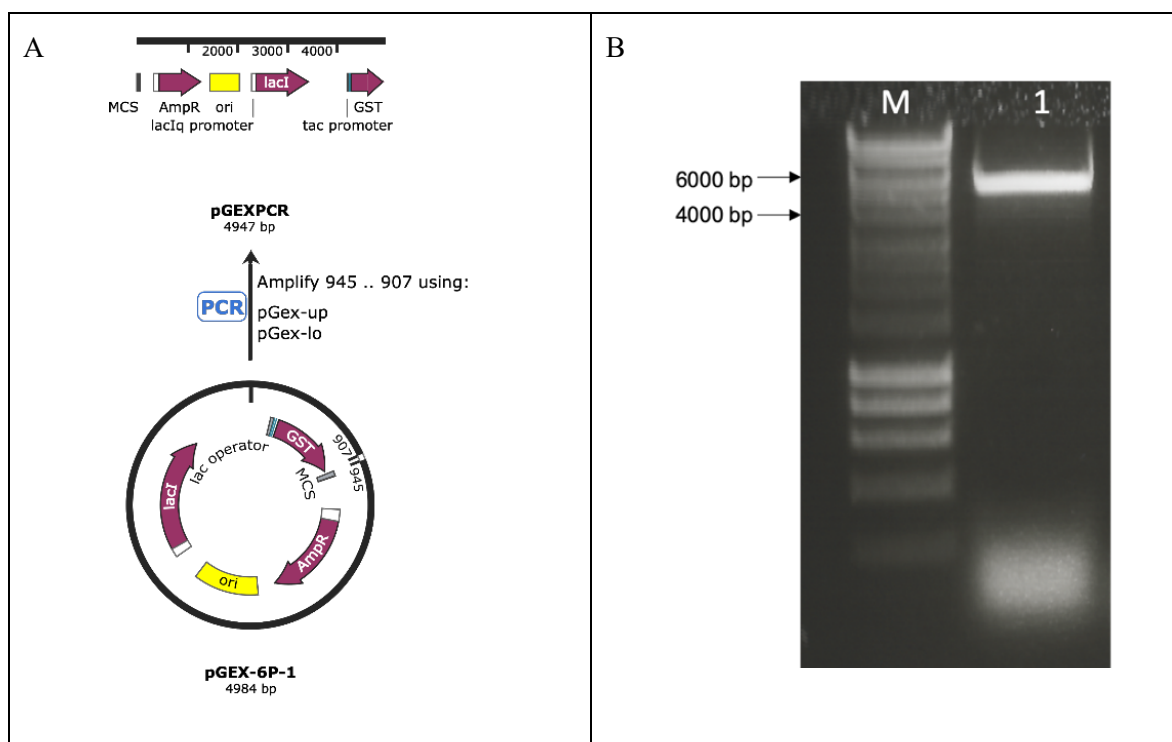 A
2000 3000 4000
lacI
MCS AmpR ori GST
lacIq promoter tac promoter
pGEXPCR
4947 bp
Amplify 945 .. 907 using:
PCR
pGex-up
pGex-lo
GST
907
945
lac operator
MCS
lacI
AmpR
ori
pGEX-6P-1
4984 bp
B
M 1
6000 bp
4000 bp